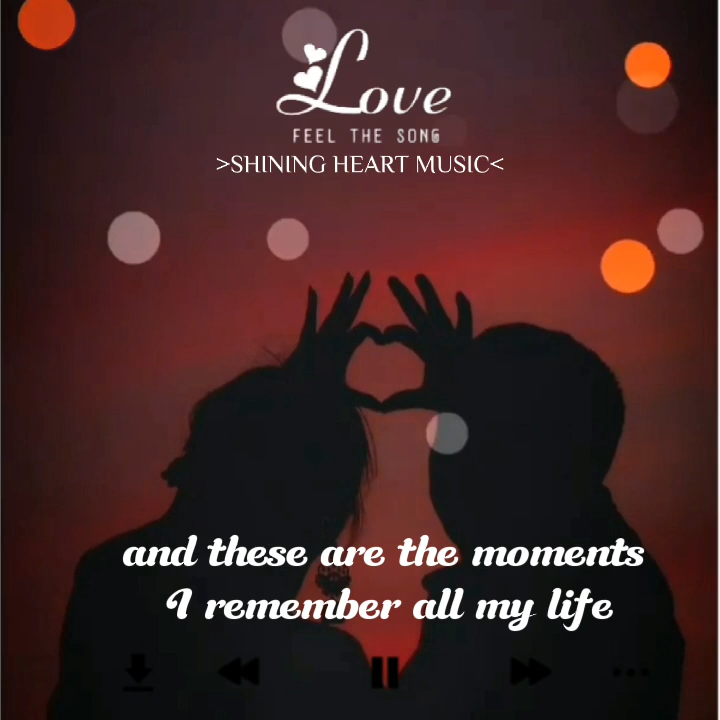 Love
FEEL THE SONG
>SHINING HEART MUSIC<
and these are the moments
I remember all my life